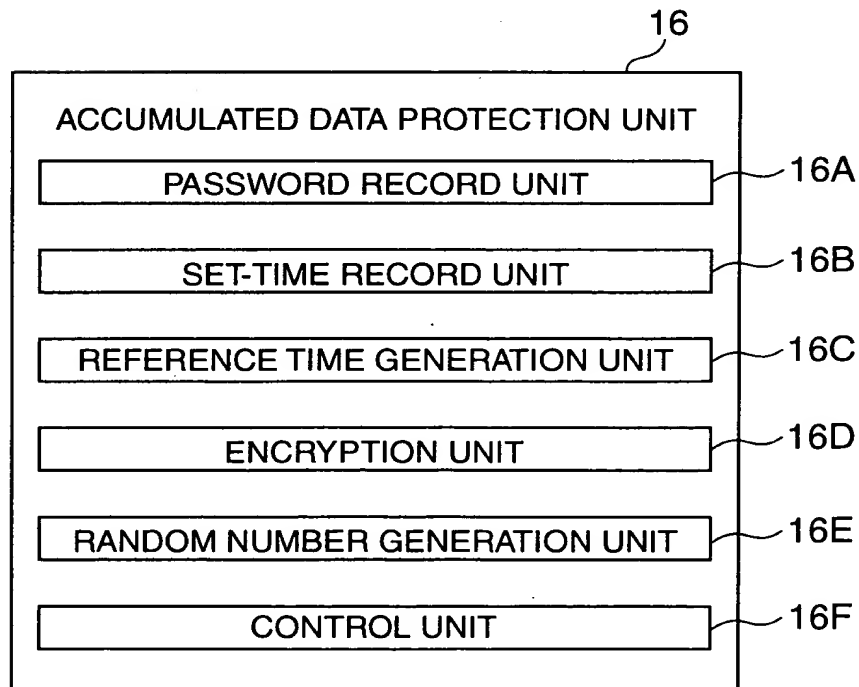 16
ACCUMULATED DATA PROTECTION UNIT
PASSWORD RECORD UNIT 16A
SET-TIME RECORD UNIT 16B
REFERENCE TIME GENERATION UNIT 16C
ENCRYPTION UNIT 16D
RANDOM NUMBER GENERATION UNIT 16E
CONTROL UNIT 16F